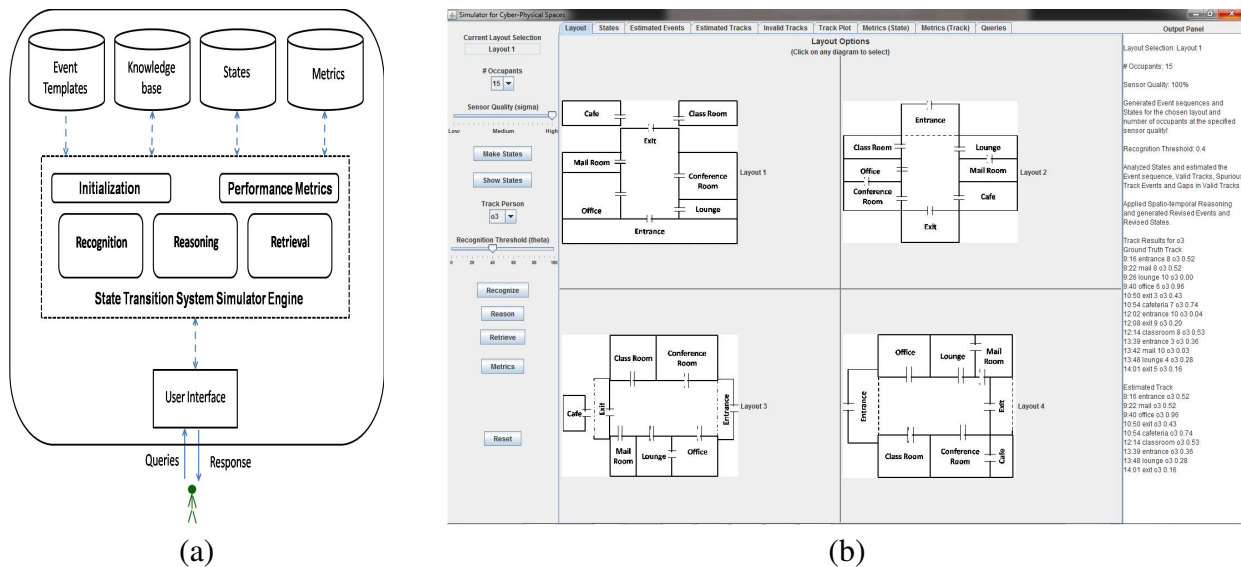 Event
Templates
Knowledge
base
States
Metrics
Initialization
Performance Metrics
Recognition
Reasoning
Retrieval
State Transition System Simulator Engine
User Interface
Queries
Response
(a)
Simulator for Cyber-Physical Spaces
Layout States Estimated Events Estimated Tracks Invalid Tracks Track Plot Metrics (State) Metrics (Track) Queries
Current Layout Selection
Layout 1
# Occupants
15
Sensor Quality (sigma)
Low Medium High
Make States
Show States
Track Person
o3
Recognition Threshold (theta)
0 20 40 60 80 100
Recognize
Reason
Retrieve
Metrics
Reset
Layout Options
(Click on any diagram to select)
Cafe
Class Room
Exit
Mail Room
Conference
Room
Office
Lounge
Entrance
Layout 1
Entrance
Class Room
Lounge
Office
Mail Room
Conference
Room
Cafe
Exit
Layout 2
Class Room
Conference
Room
Cafe
Exit
Entrance
Mail
Room
Lounge
Office
Layout 3
Office
Lounge
Mail
Room
Entrance
Exit
Class Room
Conference
Room
Cafe
Layout 4
Output Panel
Layout Selection: Layout 1
# Occupants: 15
Sensor Quality: 100%
Generated Event sequences and
States for the chosen layout and
number of occupants at the specified
sensor quality!
Recognition Threshold: 0.4
Analyzed States and estimated the
Event sequence, Valid Tracks, Spurious
Track Events and Gaps in Valid Tracks
Applied Spatio-temporal Reasoning
and generated Revised Events and
Revised States.
Track Results for o3
Ground Truth Track
9:16 entrance 8 o3 0.52
9:22 mail 8 o3 0.52
9:26 lounge 10 o3 0.00
9:40 office 6 o3 0.96
10:50 exit 3 o3 0.43
10:54 cafeteria 7 o3 0.74
12:02 entrance 10 o3 0.04
12:08 exit 9 o3 0.20
12:14 classroom 8 o3 0.53
13:39 entrance 3 o3 0.36
13:42 mail 10 o3 0.03
13:48 lounge 4 o3 0.28
14:01 exit 5 o3 0.16
Estimated Track
9:16 entrance o3 0.52
9:22 mail o3 0.52
9:40 office o3 0.96
10:50 exit o3 0.43
10:54 cafeteria o3 0.74
12:14 classroom o3 0.53
13:39 entrance o3 0.36
13:48 lounge o3 0.28
14:01 exit o3 0.16
(b)